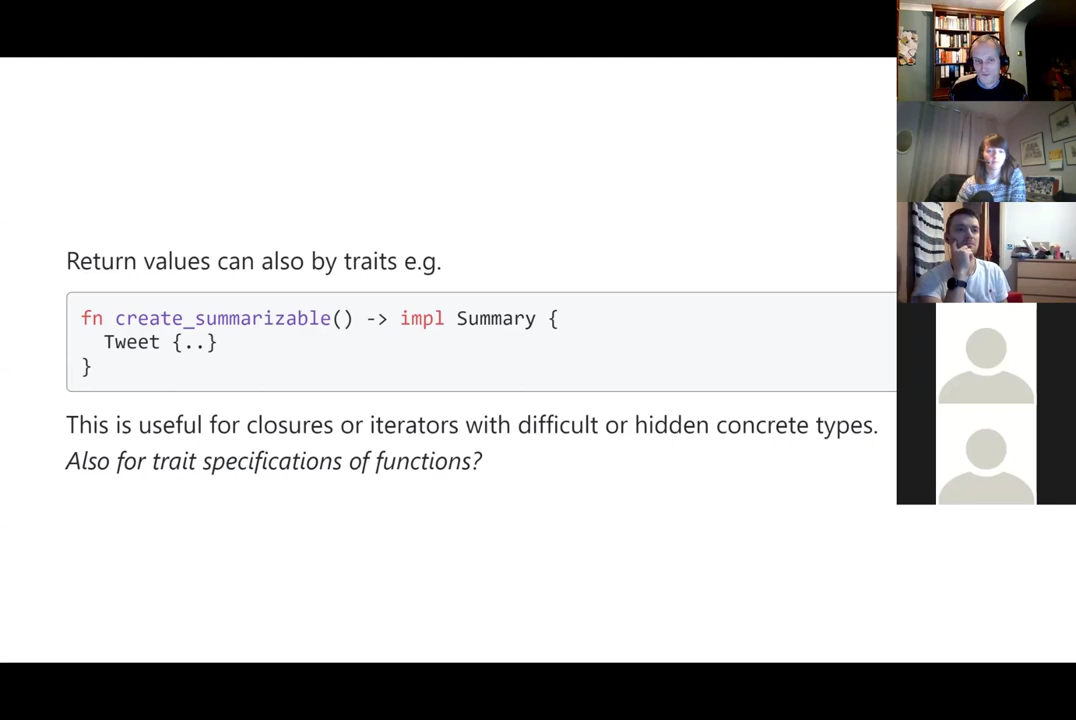 Return values can also by traits e.g.
fn create_summarizable() -> impl Summary {
  Tweet {..}
}
This is useful for closures or iterators with difficult or hidden concrete types.
Also for trait specifications of functions?